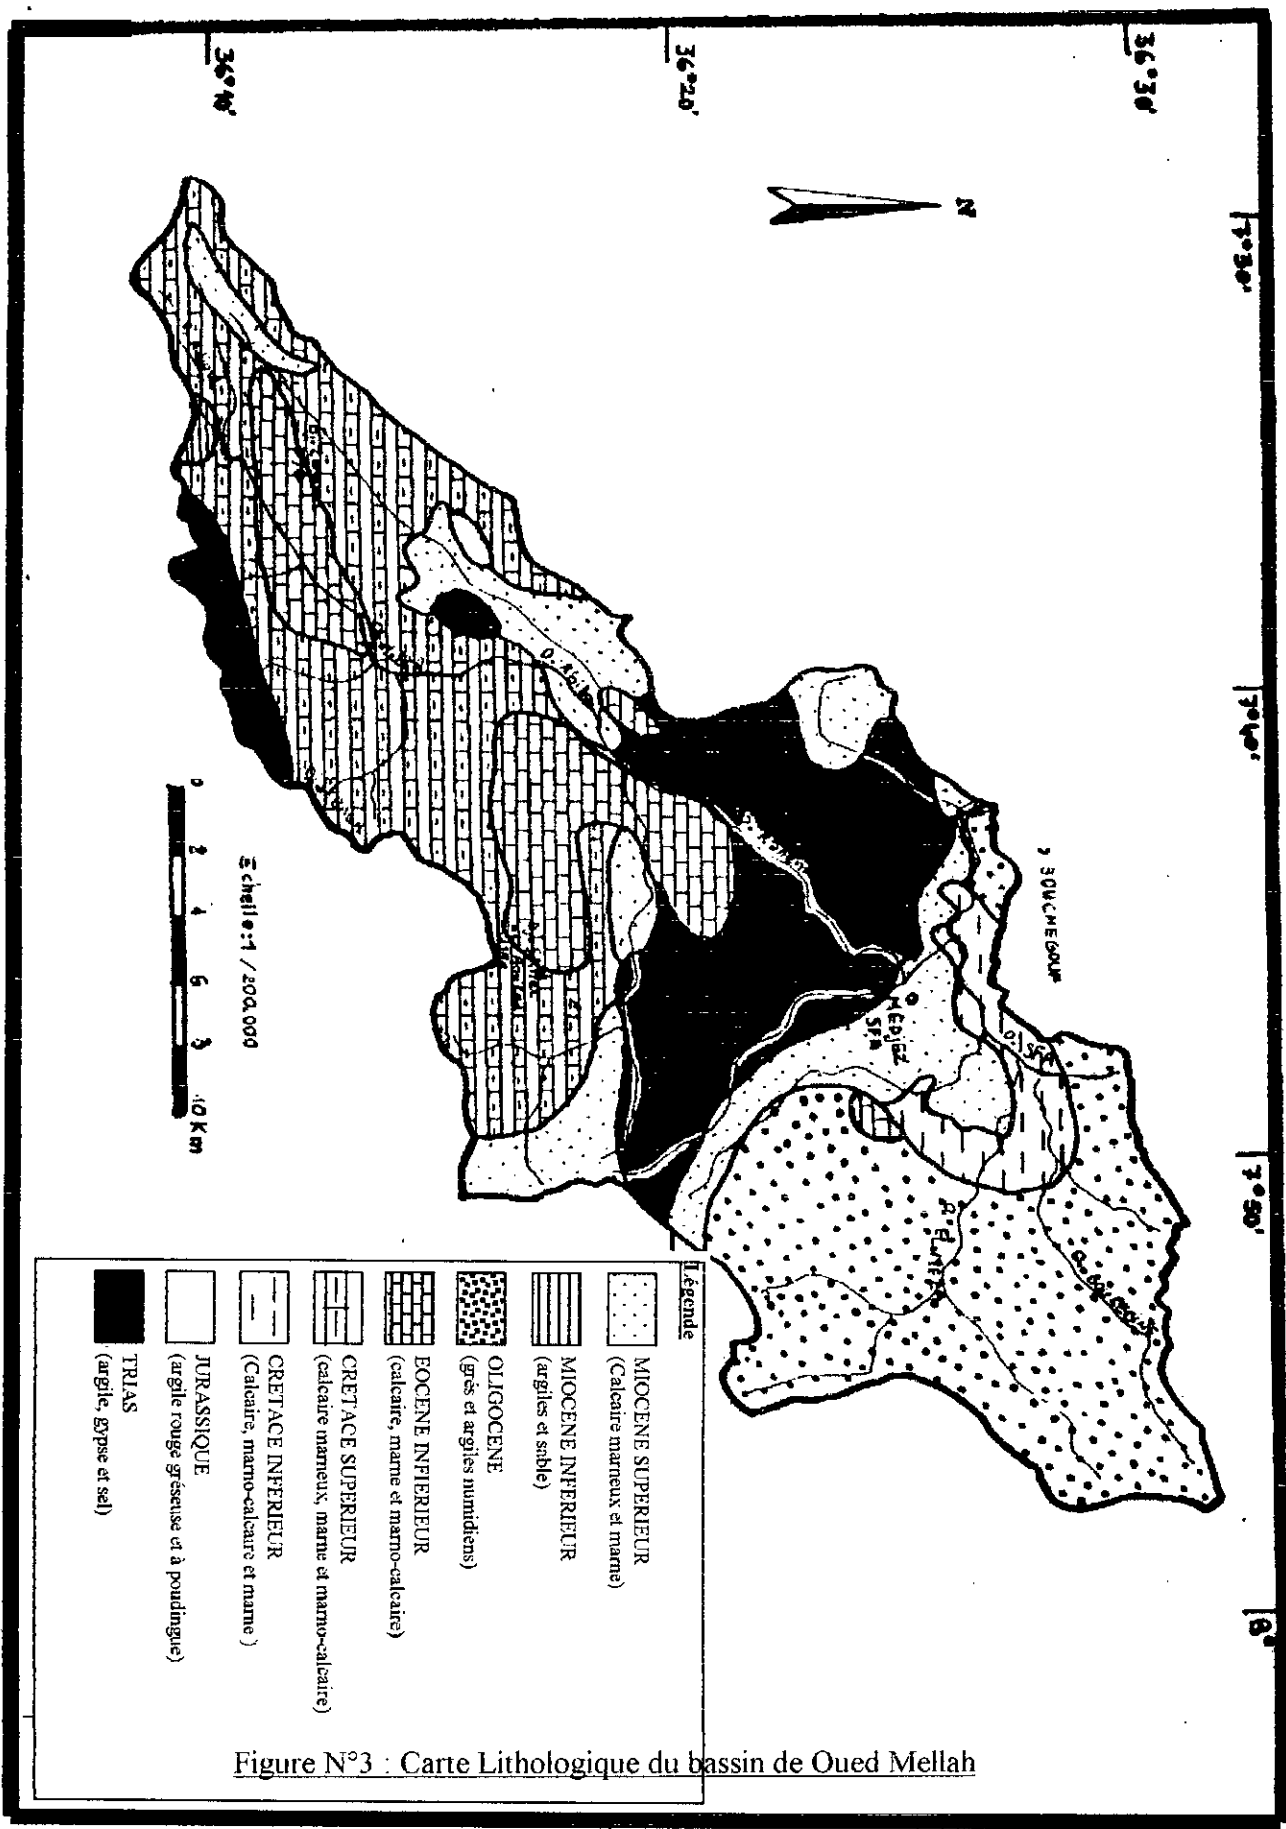 36°30'
36°20'
7°30'
7°40'
7°50'
8°
N
MEDJEZ
SFA
Echelle:1/200.000
0 2 4 6 8 10 Km
Légende
MIOCENE SUPERIEUR
(Calcaire marneux et marne)
MIOCENE INFERIEUR
(argiles et sable)
OLIGOCENE
(grès et argiles numidiens)
EOCENE INFIERIEUR
(calcaire, marne et marno-calcaire)
CRETACE SUPERIEUR
(calcaire marneux, marne et marno-calcaire)
CRETACE INFERIEUR
(Calcaire, marno-calcaire et marne )
JURASSIQUE
(argile rouge gréseuse et à poudingue)
TRIAS
(argile, gypse et sel)
Figure N°3 : Carte Lithologique du bassin de Oued Mellah